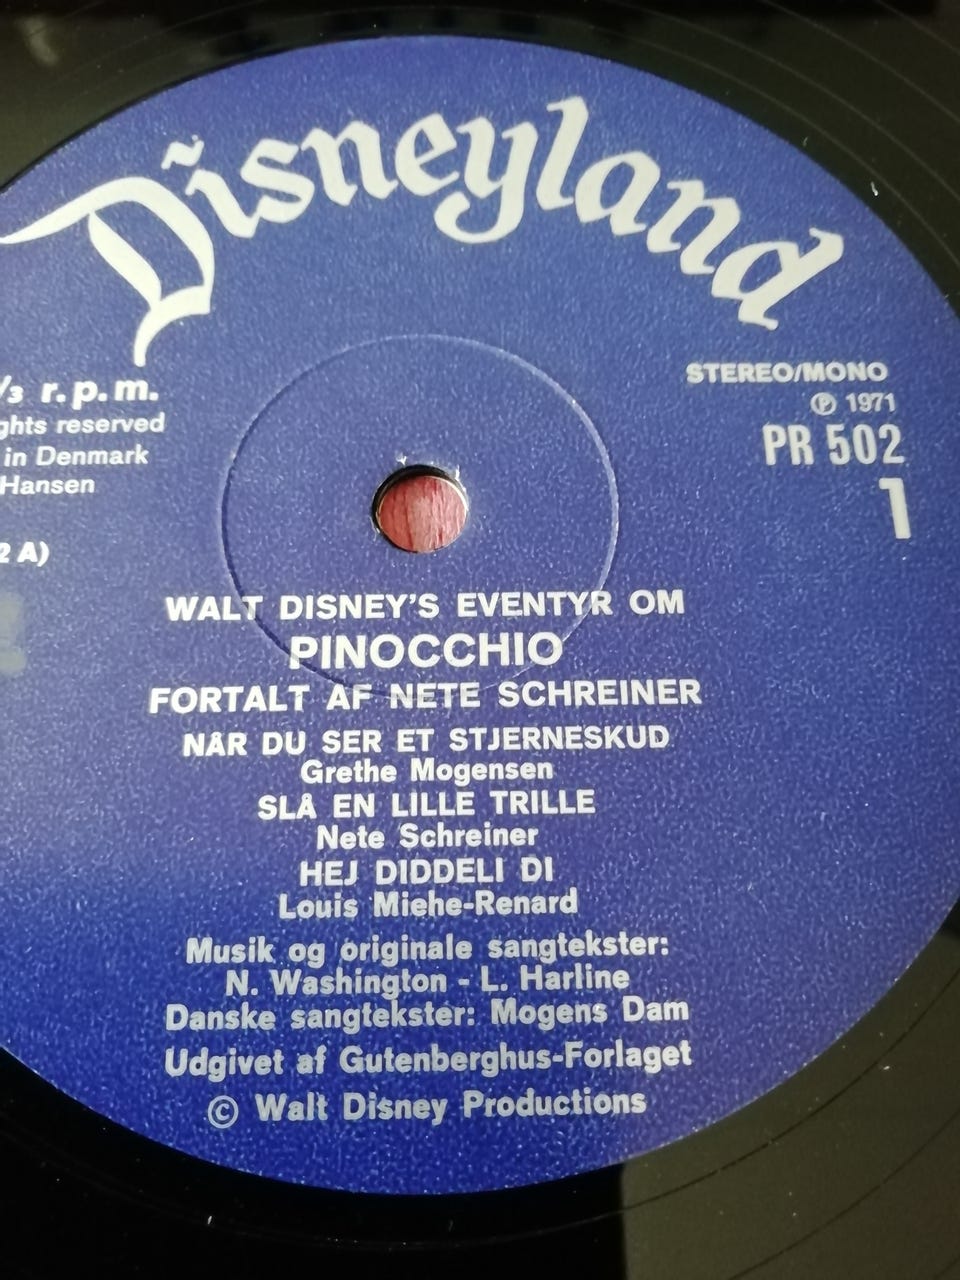 Disneyland
/3 r.p.m.
ghts reserved
in Denmark
Hansen
2 A)
STEREO/MONO
℗ 1971
PR 502
1
WALT DISNEY'S EVENTYR OM
PINOCCHIO
FORTALT AF NETE SCHREINER
NÅR DU SER ET STJERNESKUD
Grethe Mogensen
SLÅ EN LILLE TRILLE
Nete Schreiner
HEJ DIDDELI DI
Louis Miehe-Renard
Musik og originale sangtekster:
N. Washington - L. Harline
Danske sangtekster: Mogens Dam
Udgivet af Gutenberghus-Forlaget
© Walt Disney Productions